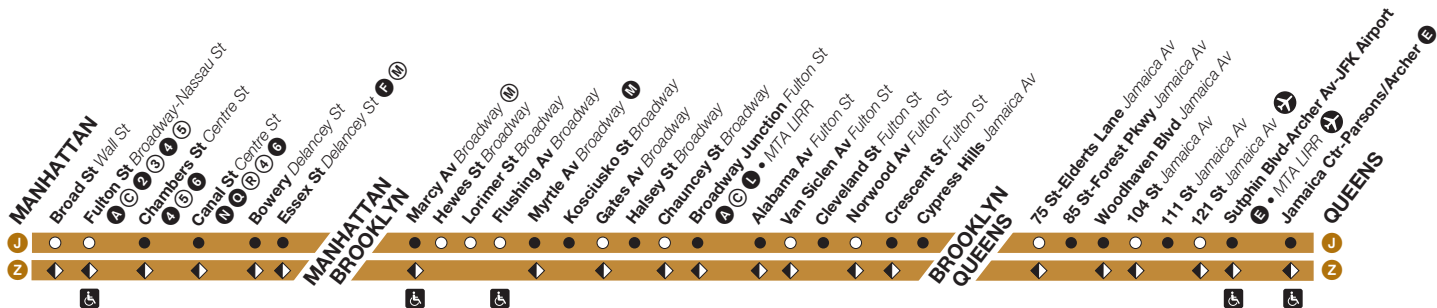 MANHATTAN
Broad St Wall St
Fulton St Broadway-Nassau St
A C 2 3 4 5
Chambers St Centre St
4 5 6
Canal St Centre St
N Q R 4 6
Bowery Delancey St
Essex St Delancey St F M
MANHATTAN
BROOKLYN
Marcy Av Broadway M
Hewes St Broadway
Lorimer St Broadway
Flushing Av Broadway
Myrtle Av Broadway M
Kosciusko St Broadway
Gates Av Broadway
Halsey St Broadway
Chauncey St Broadway
Broadway Junction Fulton St
A C L • MTA LIRR
Alabama Av Fulton St
Van Siclen Av Fulton St
Cleveland St Fulton St
Norwood Av Fulton St
Crescent St Fulton St
Cypress Hills Jamaica Av
BROOKLYN
QUEENS
75 St-Elderts Lane Jamaica Av
85 St-Forest Pkwy Jamaica Av
Woodhaven Blvd Jamaica Av
104 St Jamaica Av
111 St Jamaica Av
121 St Jamaica Av
Sutphin Blvd-Archer Av-JFK Airport
E • MTA LIRR
Jamaica Ctr-Parsons/Archer E
QUEENS
J J
Z Z